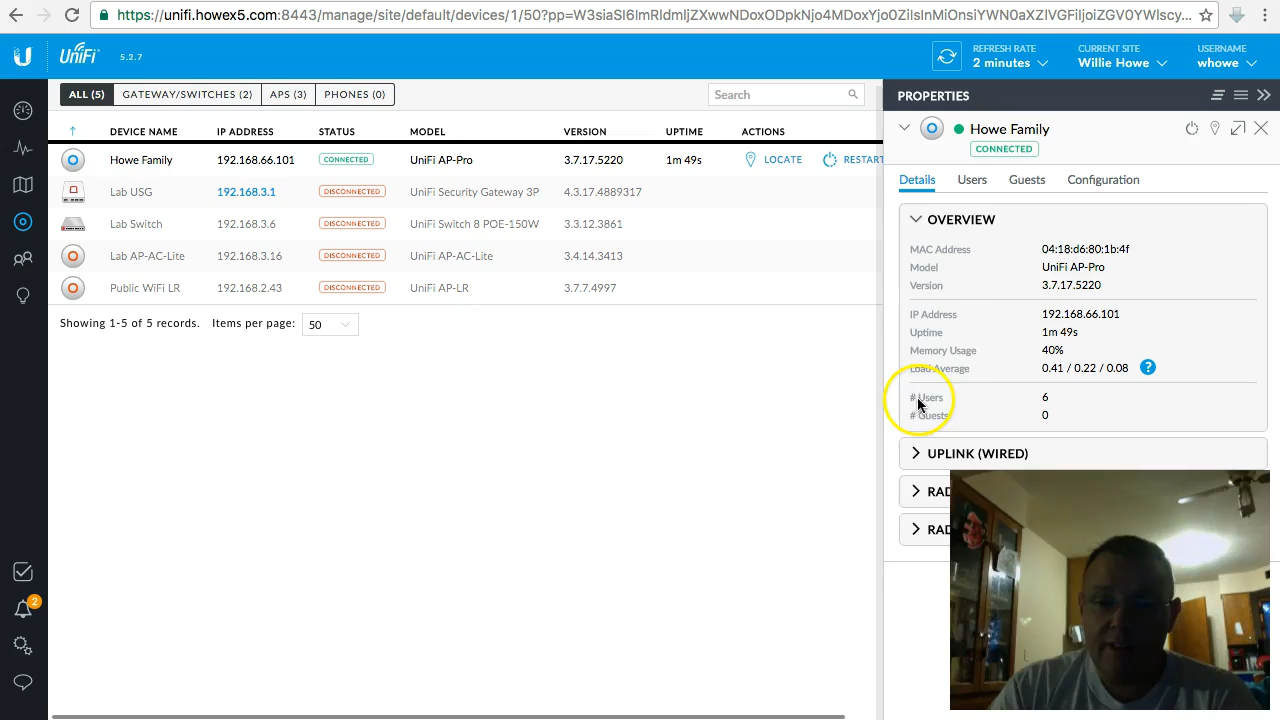 https://unifi.howex5.com:8443/manage/site/default/devices/1/50?pp=W3siaSI6ImRldmljZXwwNDoxODpkNjo4MDoxYjo0ZiIsInMiOnsiYWN0aXZlVGFiIjoiZGV0YWlscy...
U UniFi 5.2.7
REFRESH RATE CURRENT SITE USERNAME
2 minutes Willie Howe whowe
ALL (5) GATEWAY/SWITCHES (2) APS (3) PHONES (0) Search
DEVICE NAME IP ADDRESS STATUS MODEL VERSION UPTIME ACTIONS
Howe Family 192.168.66.101 CONNECTED UniFi AP-Pro 3.7.17.5220 1m 49s LOCATE RESTART
Lab USG 192.168.3.1 DISCONNECTED UniFi Security Gateway 3P 4.3.17.4889317
Lab Switch 192.168.3.6 DISCONNECTED UniFi Switch 8 POE-150W 3.3.12.3861
Lab AP-AC-Lite 192.168.3.16 DISCONNECTED UniFi AP-AC-Lite 3.4.14.3413
Public WiFi LR 192.168.2.43 DISCONNECTED UniFi AP-LR 3.7.7.4997
Showing 1-5 of 5 records. Items per page: 50
2
PROPERTIES
Howe Family
CONNECTED
Details Users Guests Configuration
OVERVIEW
MAC Address 04:18:d6:80:1b:4f
Model UniFi AP-Pro
Version 3.7.17.5220
IP Address 192.168.66.101
Uptime 1m 49s
Memory Usage 40%
Load Average 0.41 / 0.22 / 0.08 ?
# Users 6
# Guests 0
UPLINK (WIRED)
RAD
RAD